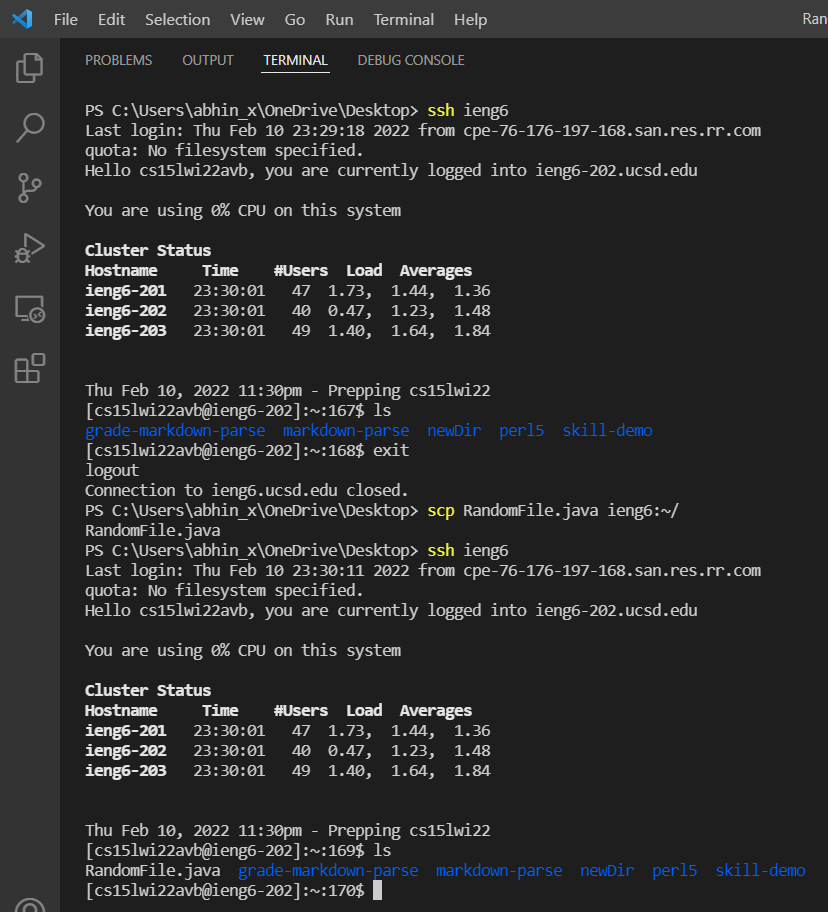 File Edit Selection View Go Run Terminal Help Ran
PROBLEMS OUTPUT TERMINAL DEBUG CONSOLE
PS C:\Users\abhin_x\OneDrive\Desktop> ssh ieng6
Last login: Thu Feb 10 23:29:18 2022 from cpe-76-176-197-168.san.res.rr.com
quota: No filesystem specified.
Hello cs15lwi22avb, you are currently logged into ieng6-202.ucsd.edu
You are using 0% CPU on this system
Cluster Status
Hostname Time #Users Load Averages
ieng6-201 23:30:01 47 1.73, 1.44, 1.36
ieng6-202 23:30:01 40 0.47, 1.23, 1.48
ieng6-203 23:30:01 49 1.40, 1.64, 1.84
Thu Feb 10, 2022 11:30pm - Prepping cs15lwi22
[cs15lwi22avb@ieng6-202]:~:167$ ls
grade-markdown-parse markdown-parse newDir perl5 skill-demo
[cs15lwi22avb@ieng6-202]:~:168$ exit
logout
Connection to ieng6.ucsd.edu closed.
PS C:\Users\abhin_x\OneDrive\Desktop> scp RandomFile.java ieng6:~/
RandomFile.java
PS C:\Users\abhin_x\OneDrive\Desktop> ssh ieng6
Last login: Thu Feb 10 23:30:11 2022 from cpe-76-176-197-168.san.res.rr.com
quota: No filesystem specified.
Hello cs15lwi22avb, you are currently logged into ieng6-202.ucsd.edu
You are using 0% CPU on this system
Cluster Status
Hostname Time #Users Load Averages
ieng6-201 23:30:01 47 1.73, 1.44, 1.36
ieng6-202 23:30:01 40 0.47, 1.23, 1.48
ieng6-203 23:30:01 49 1.40, 1.64, 1.84
Thu Feb 10, 2022 11:30pm - Prepping cs15lwi22
[cs15lwi22avb@ieng6-202]:~:169$ ls
RandomFile.java grade-markdown-parse markdown-parse newDir perl5 skill-demo
[cs15lwi22avb@ieng6-202]:~:170$